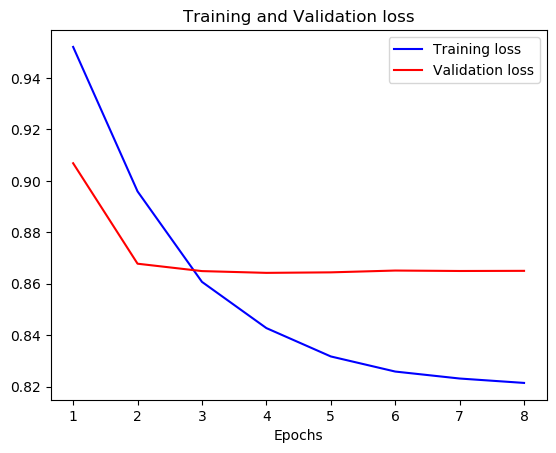 Training and Validation loss
Training loss
Validation loss
0.94
0.92
0.90
0.88
0.86
0.84
0.82
1 2 3 4 5 6 7 8
Epochs